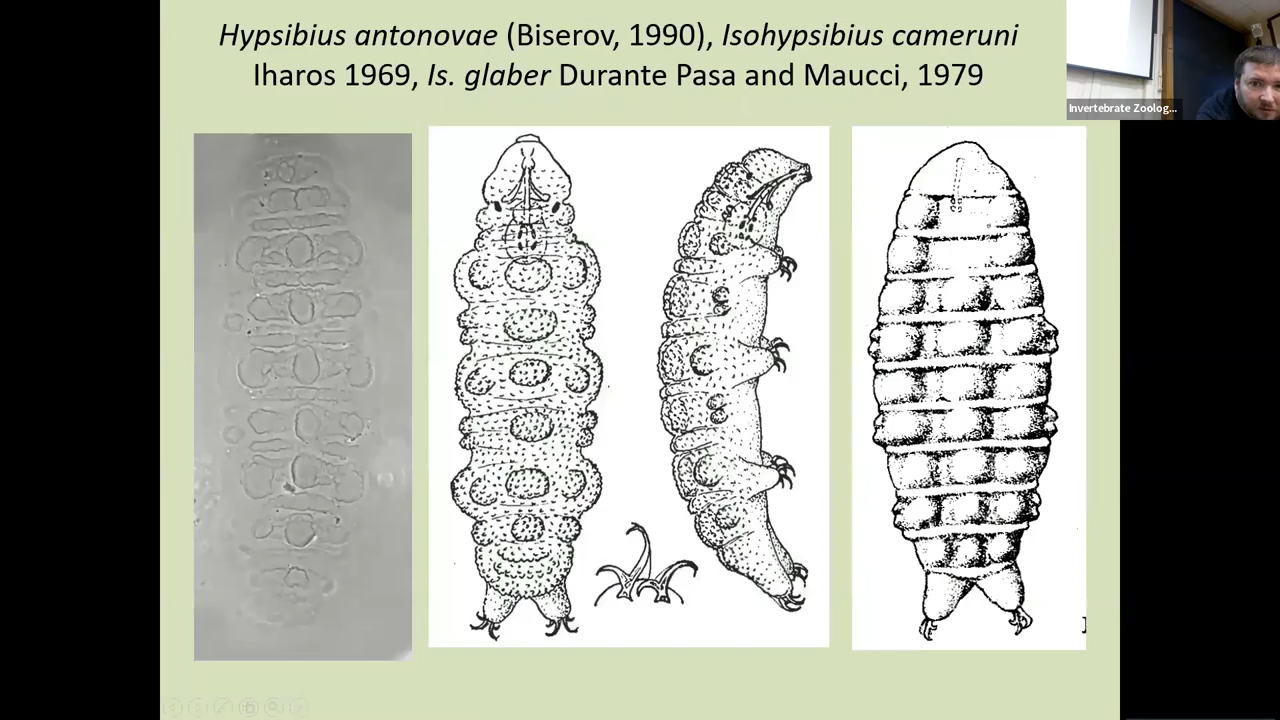 Hypsibius antonovae (Biserov, 1990), Isohypsibius cameruni
Iharos 1969, Is. glaber Durante Pasa and Maucci, 1979
Invertebrate Zoolog...